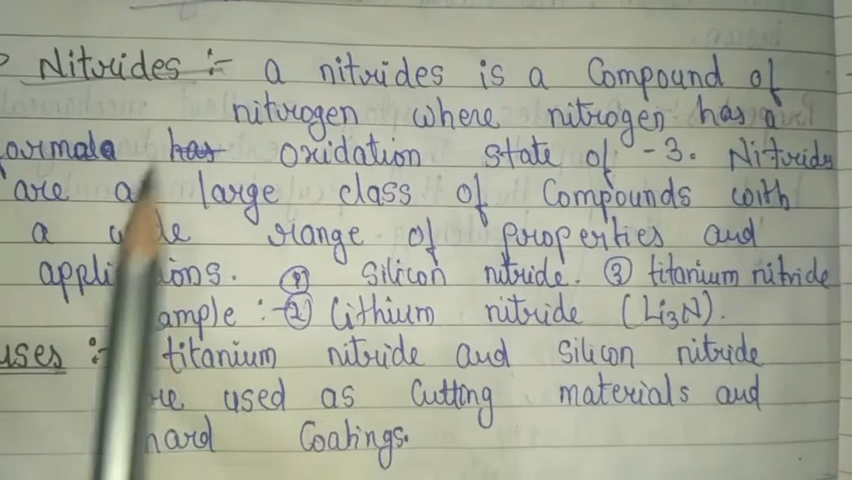 Nitrides :- a nitrides is a Compound of
nitrogen where nitrogen has a
formale has oxidation state of -3. Nitrides
are a large class of Compounds with
a range of properties and
applications. ① Silicon nitride. ③ titanium nitride
ample :- ② Lithium nitride (Li3N).
uses :- titanium nitride and Silicon nitride
used as Cutting materials and
hard Coatings.